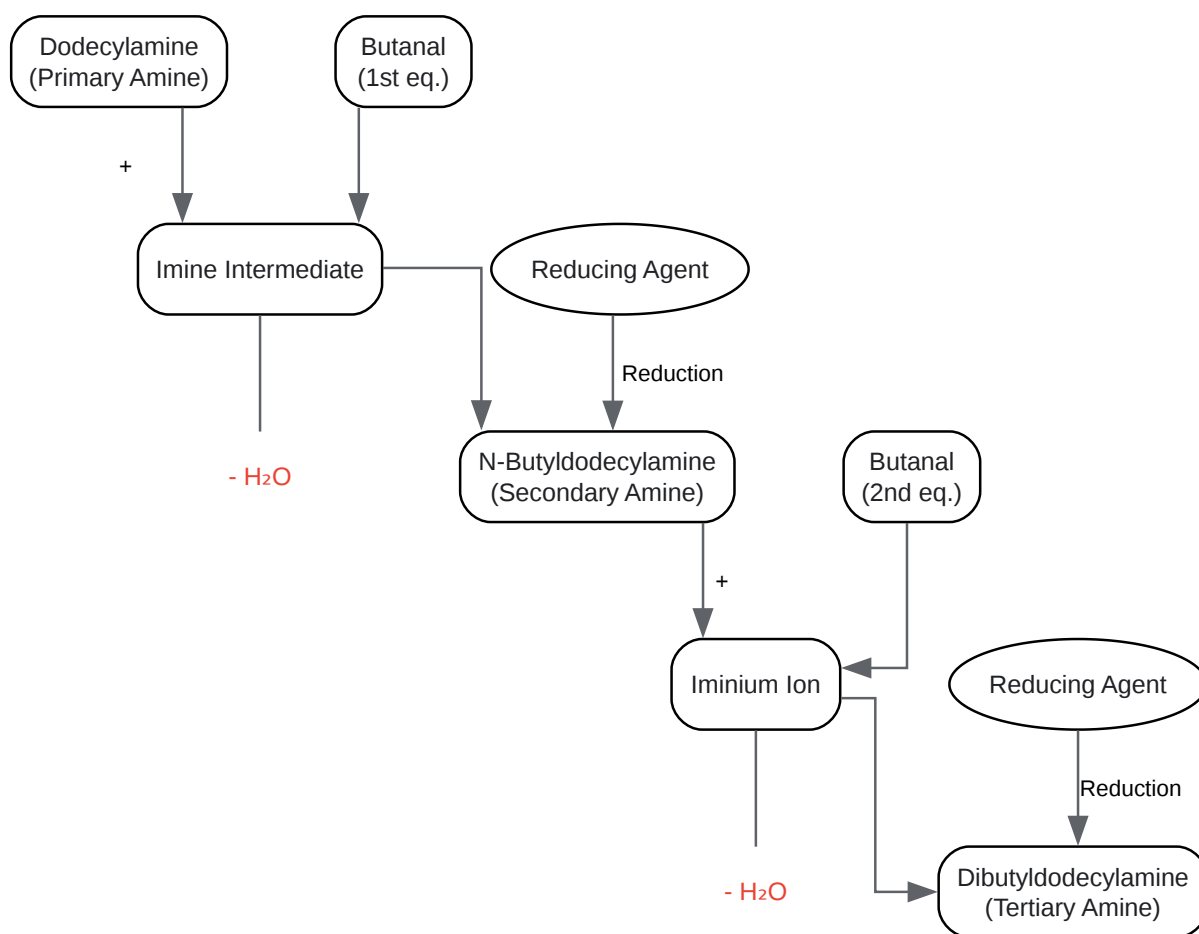 Dodecylamine
(Primary Amine)
Butanal
(1st eq.)
+
Imine Intermediate
Reducing Agent
Reduction
- H₂O
N-Butyldodecylamine
(Secondary Amine)
Butanal
(2nd eq.)
+
Iminium Ion
Reducing Agent
Reduction
- H₂O
Dibutyldodecylamine
(Tertiary Amine)